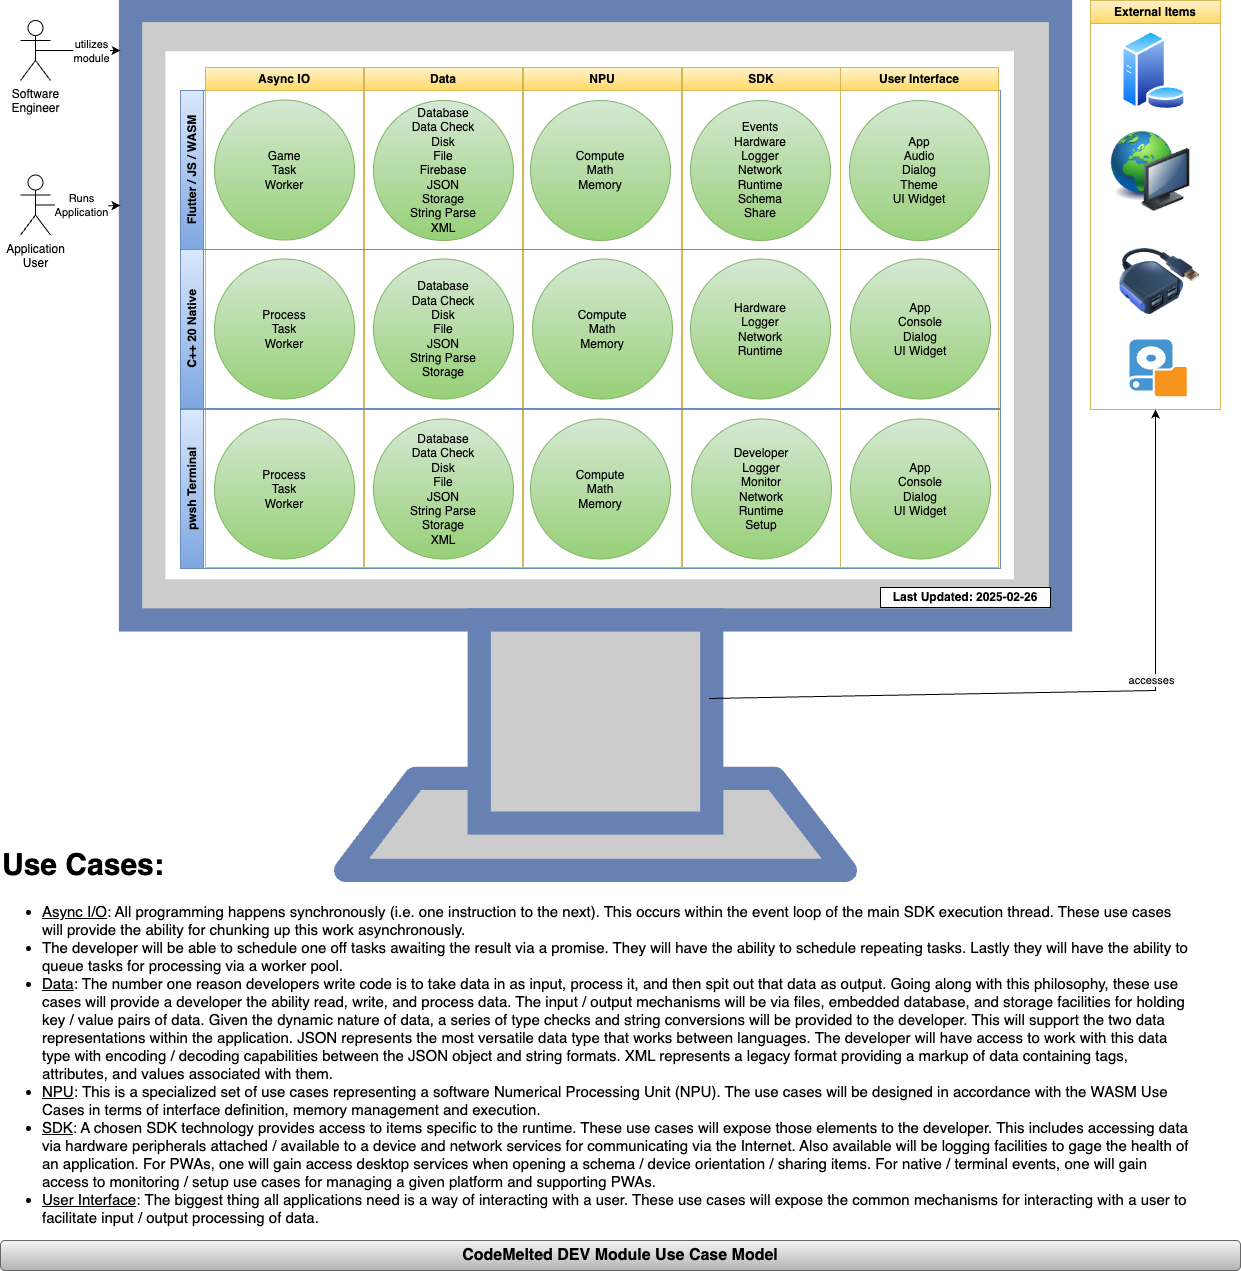 External Items
utilizes
module
Software
Engineer
Runs
Application
Application
User
Async IO
Data
NPU
SDK
User Interface
Flutter / JS / WASM
Game
Task
Worker
Database
Data Check
Disk
File
Firebase
JSON
Storage
String Parse
XML
Compute
Math
Memory
Events
Hardware
Logger
Network
Runtime
Schema
Share
App
Audio
Dialog
Theme
UI Widget
C++ 20 Native
Process
Task
Worker
Database
Data Check
Disk
File
JSON
String Parse
Storage
Compute
Math
Memory
Hardware
Logger
Network
Runtime
App
Console
Dialog
UI Widget
pwsh Terminal
Process
Task
Worker
Database
Data Check
Disk
File
JSON
String Parse
Storage
XML
Compute
Math
Memory
Developer
Logger
Monitor
Network
Runtime
Setup
App
Console
Dialog
UI Widget
Last Updated: 2025-02-26
accesses
Use Cases:
• Async I/O: All programming happens synchronously (i.e. one instruction to the next). This occurs within the event loop of the main SDK execution thread. These use cases
will provide the ability for chunking up this work asynchronously.
• The developer will be able to schedule one off tasks awaiting the result via a promise. They will have the ability to schedule repeating tasks. Lastly they will have the ability to
queue tasks for processing via a worker pool.
• Data: The number one reason developers write code is to take data in as input, process it, and then spit out that data as output. Going along with this philosophy, these use
cases will provide a developer the ability read, write, and process data. The input / output mechanisms will be via files, embedded database, and storage facilities for holding
key / value pairs of data. Given the dynamic nature of data, a series of type checks and string conversions will be provided to the developer. This will support the two data
representations within the application. JSON represents the most versatile data type that works between languages. The developer will have access to work with this data
type with encoding / decoding capabilities between the JSON object and string formats. XML represents a legacy format providing a markup of data containing tags,
attributes, and values associated with them.
• NPU: This is a specialized set of use cases representing a software Numerical Processing Unit (NPU). The use cases will be designed in accordance with the WASM Use
Cases in terms of interface definition, memory management and execution.
• SDK: A chosen SDK technology provides access to items specific to the runtime. These use cases will expose those elements to the developer. This includes accessing data
via hardware peripherals attached / available to a device and network services for communicating via the Internet. Also available will be logging facilities to gage the health of
an application. For PWAs, one will gain access desktop services when opening a schema / device orientation / sharing items. For native / terminal events, one will gain
access to monitoring / setup use cases for managing a given platform and supporting PWAs.
• User Interface: The biggest thing all applications need is a way of interacting with a user. These use cases will expose the common mechanisms for interacting with a user to
facilitate input / output processing of data.
CodeMelted DEV Module Use Case Model